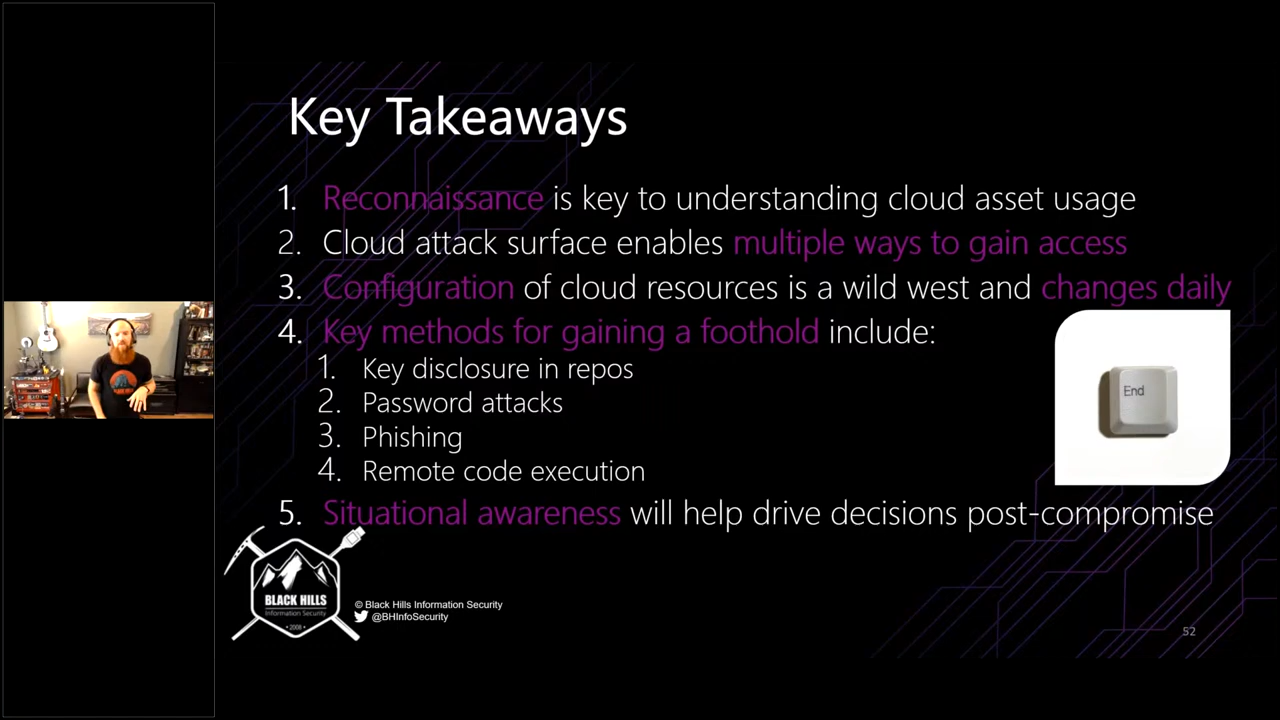 Key Takeaways
1. Reconnaissance is key to understanding cloud asset usage
2. Cloud attack surface enables multiple ways to gain access
3. Configuration of cloud resources is a wild west and changes daily
4. Key methods for gaining a foothold include:
1. Key disclosure in repos
2. Password attacks
3. Phishing
4. Remote code execution
End
5. Situational awareness will help drive decisions post-compromise
BLACK HILLS
Information Security
• 2008 •
© Black Hills Information Security
@BHInfoSecurity
52